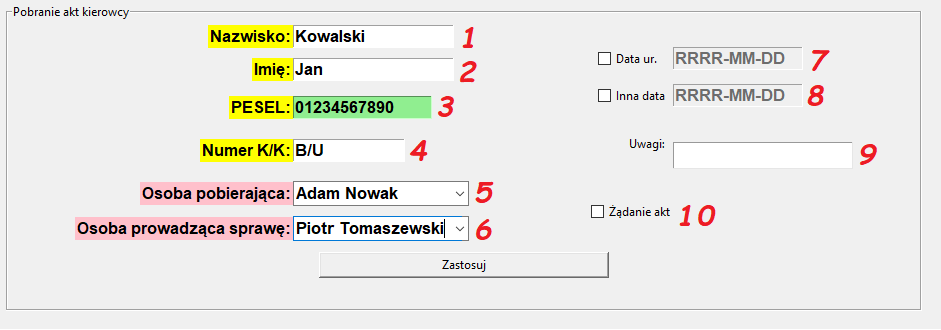 Pobranie akt kierowcy
Nazwisko: Kowalski 1
Imię: Jan 2
PESEL: 01234567890 3
Numer K/K: B/U 4
Osoba pobierająca: Adam Nowak 5
Osoba prowadząca sprawę: Piotr Tomaszewski 6
Data ur. RRRR-MM-DD 7
Inna data RRRR-MM-DD 8
Uwagi: 9
Żądanie akt 10
Zastosuj